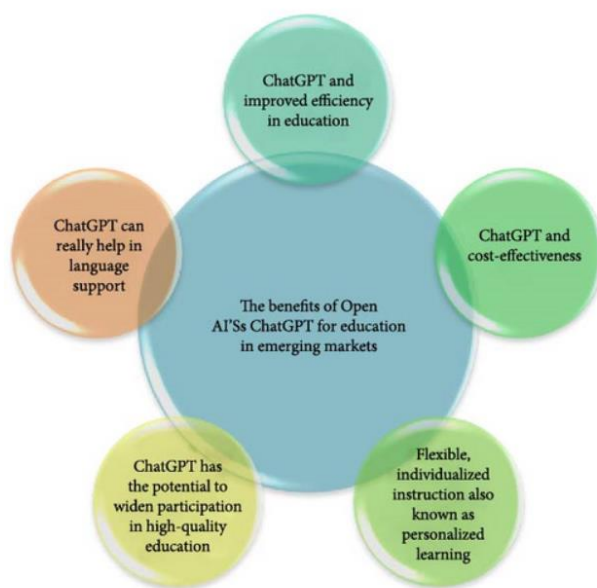 ChatGPT and
improved efficiency
in education
ChatGPT can
really help in
language
support
ChatGPT and
cost-effectiveness
The benefits of Open
AI'Ss ChatGPT for education
in emerging markets
ChatGPT has
the potential to
widen participation
in high-quality
education
Flexible,
individualized
instruction also
known as
personalized
learning